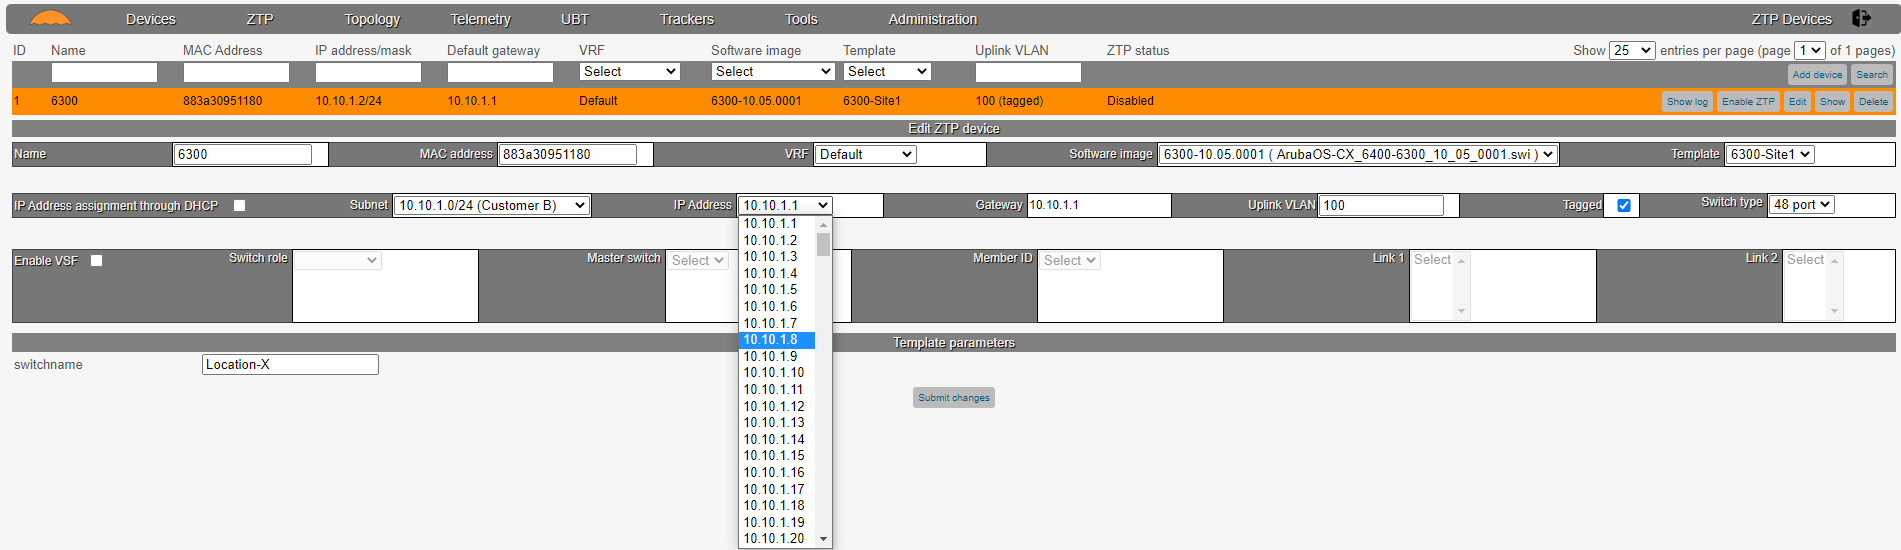 Devices ZTP Topology Telemetry UBT Trackers Tools Administration ZTP Devices
ID Name MAC Address IP address/mask Default gateway VRF Software image Template Uplink VLAN ZTP status Show 25 entries per page (page 1 of 1 pages)
Select Select Select Add device Search
1 6300 883a30951180 10.10.1.2/24 10.10.1.1 Default 6300-10.05.0001 6300-Site1 100 (tagged) Disabled Show log Enable ZTP Edit Show Delete
Edit ZTP device
Name 6300 MAC address 883a30951180 VRF Default Software image 6300-10.05.0001 ( ArubaOS-CX_6400-6300_10_05_0001.swi ) Template 6300-Site1
IP Address assignment through DHCP Subnet 10.10.1.0/24 (Customer B) IP Address 10.10.1.1 Gateway 10.10.1.1 Uplink VLAN 100 Tagged Switch type 48 port
10.10.1.1
10.10.1.2
10.10.1.3
10.10.1.4
10.10.1.5
10.10.1.6
10.10.1.7
10.10.1.8
10.10.1.9
10.10.1.10
10.10.1.11
10.10.1.12
10.10.1.13
10.10.1.14
10.10.1.15
10.10.1.16
10.10.1.17
10.10.1.18
10.10.1.19
10.10.1.20
Enable VSF Switch role Master switch Select Member ID Select Link 1 Select Link 2 Select
Template parameters
switchname Location-X
Submit changes